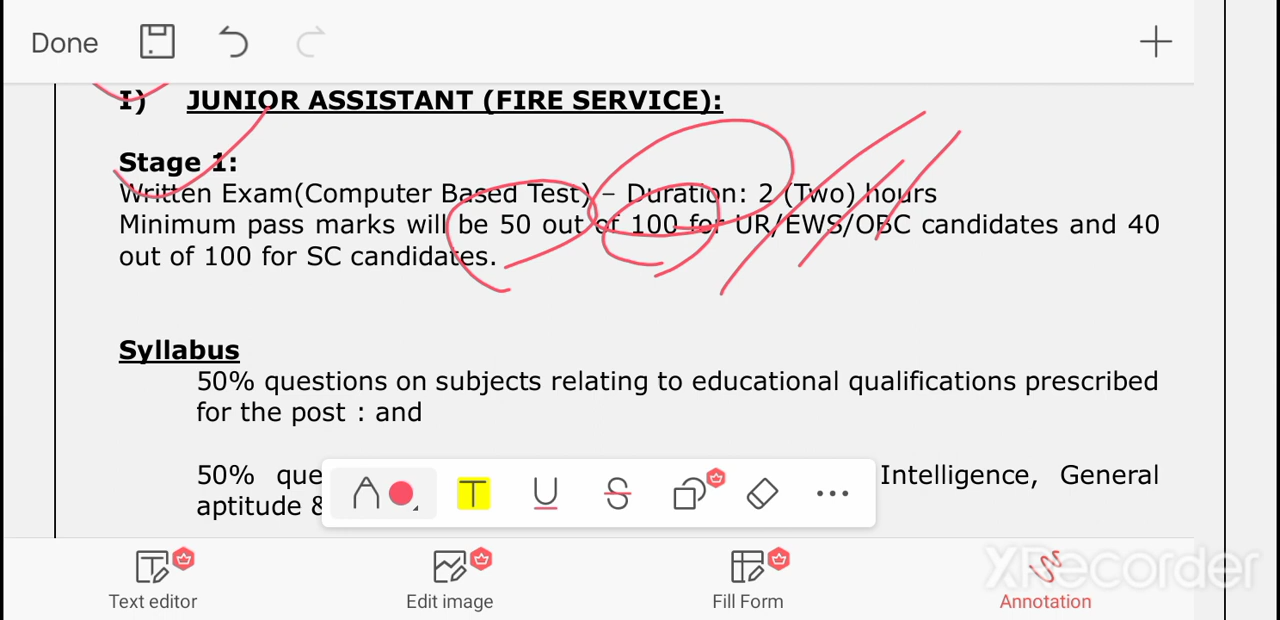 Done
I) JUNIOR ASSISTANT (FIRE SERVICE):
Stage 1:
Written Exam(Computer Based Test) – Duration: 2 (Two) hours
Minimum pass marks will be 50 out of 100 for UR/EWS/OBC candidates and 40
out of 100 for SC candidates.
Syllabus
50% questions on subjects relating to educational qualifications prescribed
for the post : and
50% que Intelligence, General
aptitude &
T U S
Text editor
Edit image
Fill Form
Annotation
XRecorder